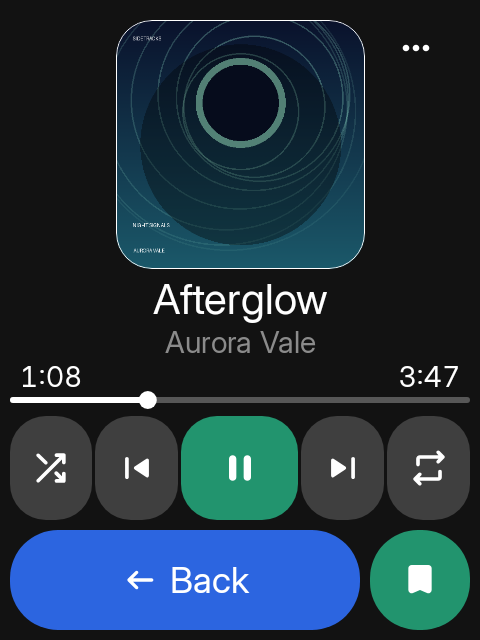 SIDETRACKS
NIGHT SIGNALS
AURORA VALE
Afterglow
Aurora Vale
1:08
3:47
Back